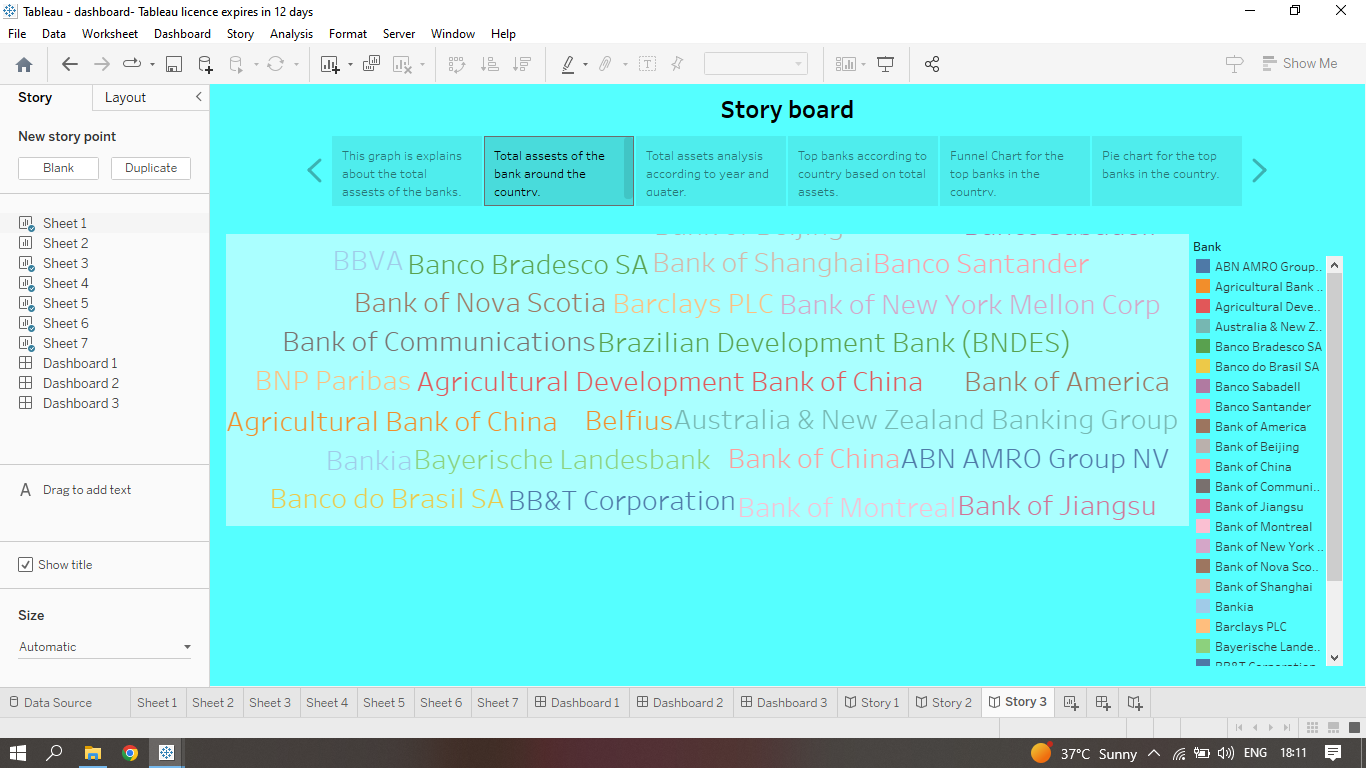 Tableau - dashboard- Tableau licence expires in 12 days
File Data Worksheet Dashboard Story Analysis Format Server Window Help
Show Me
Story Layout
New story point
Blank Duplicate
Sheet 1
Sheet 2
Sheet 3
Sheet 4
Sheet 5
Sheet 6
Sheet 7
Dashboard 1
Dashboard 2
Dashboard 3
A Drag to add text
Show title
Size
Automatic
Story board
This graph is explains
about the total
assests of the banks.
Total assests of the
bank around the
country.
Total assets analysis
according to year and
quater.
Top banks according to
country based on total
assets.
Funnel Chart for the
top banks in the
country.
Pie chart for the top
banks in the country.
Bank of Beijing Banco Sabadell
BBVA Banco Bradesco SA Bank of Shanghai Banco Santander
Bank of Nova Scotia Barclays PLC Bank of New York Mellon Corp
Bank of Communications Brazilian Development Bank (BNDES)
BNP Paribas Agricultural Development Bank of China Bank of America
Agricultural Bank of China Belfius Australia & New Zealand Banking Group
Bankia Bayerische Landesbank Bank of China ABN AMRO Group NV
Banco do Brasil SA BB&T Corporation Bank of Montreal Bank of Jiangsu
Bank
ABN AMRO Group..
Agricultural Bank ..
Agricultural Deve..
Australia & New Z..
Banco Bradesco SA
Banco do Brasil SA
Banco Sabadell
Banco Santander
Bank of America
Bank of Beijing
Bank of China
Bank of Communi..
Bank of Jiangsu
Bank of Montreal
Bank of New York ..
Bank of Nova Sco..
Bank of Shanghai
Bankia
Barclays PLC
Bayerische Lande..
BB&T Corporation
Data Source Sheet 1 Sheet 2 Sheet 3 Sheet 4 Sheet 5 Sheet 6 Sheet 7 Dashboard 1 Dashboard 2 Dashboard 3 Story 1 Story 2 Story 3
37°C Sunny ENG 18:11